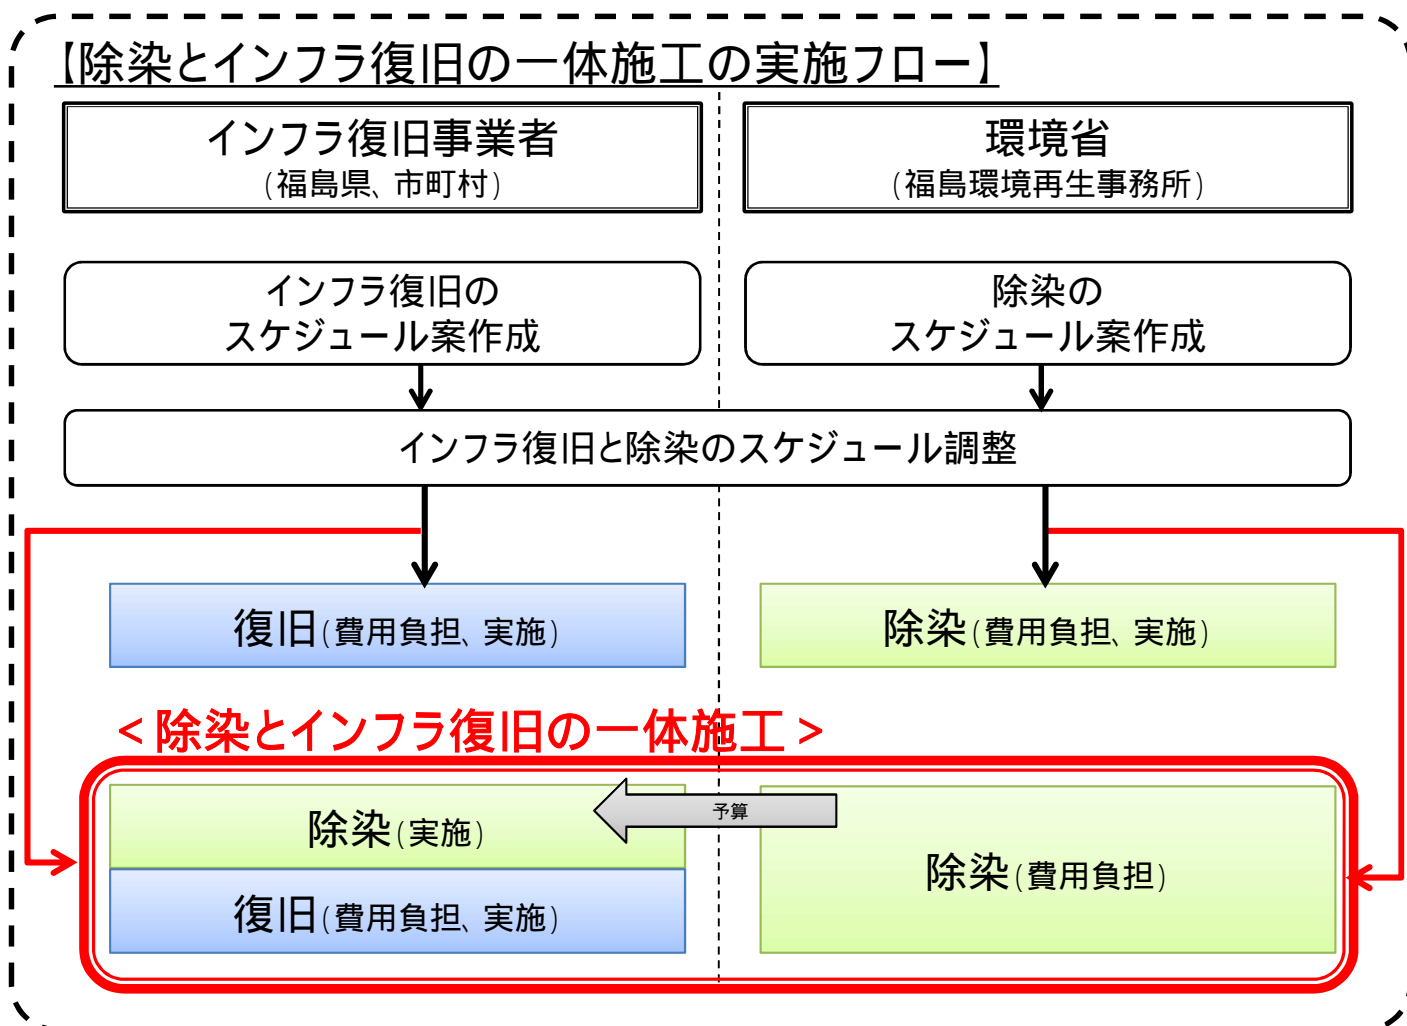 【除染とインフラ復旧の一体施工の実施フロー】
インフラ復旧事業者
(福島県、市町村)
環境省
(福島環境再生事務所)
インフラ復旧の
スケジュール案作成
除染の
スケジュール案作成
インフラ復旧と除染のスケジュール調整
復旧(費用負担、実施)
除染(費用負担、実施)
<除染とインフラ復旧の一体施工>
除染(実施)
予算
除染(費用負担)
復旧(費用負担、実施)